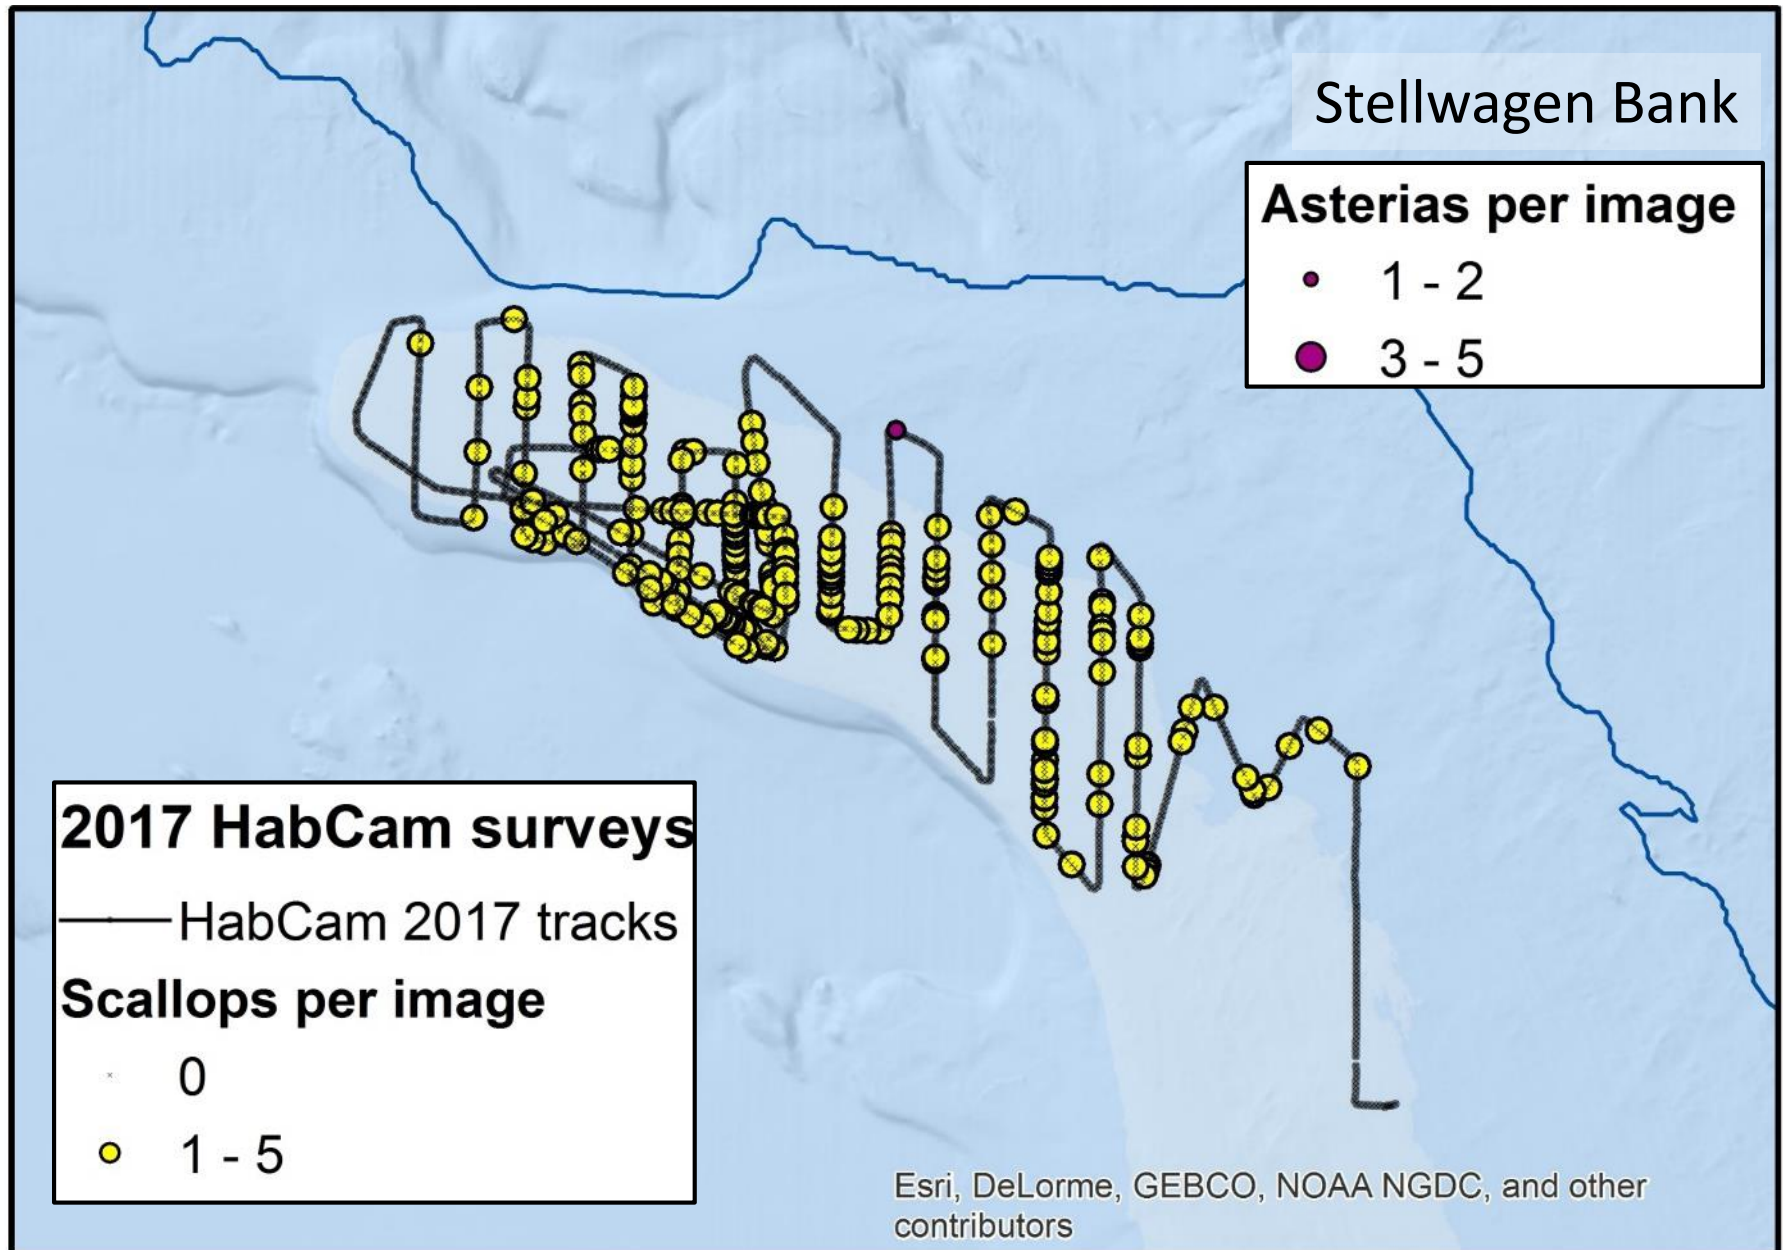 Stellwagen Bank
Asterias per image
1 - 2
3 - 5
2017 HabCam surveys
HabCam 2017 tracks
Scallops per image
0
1 - 5
Esri, DeLorme, GEBCO, NOAA NGDC, and other
contributors